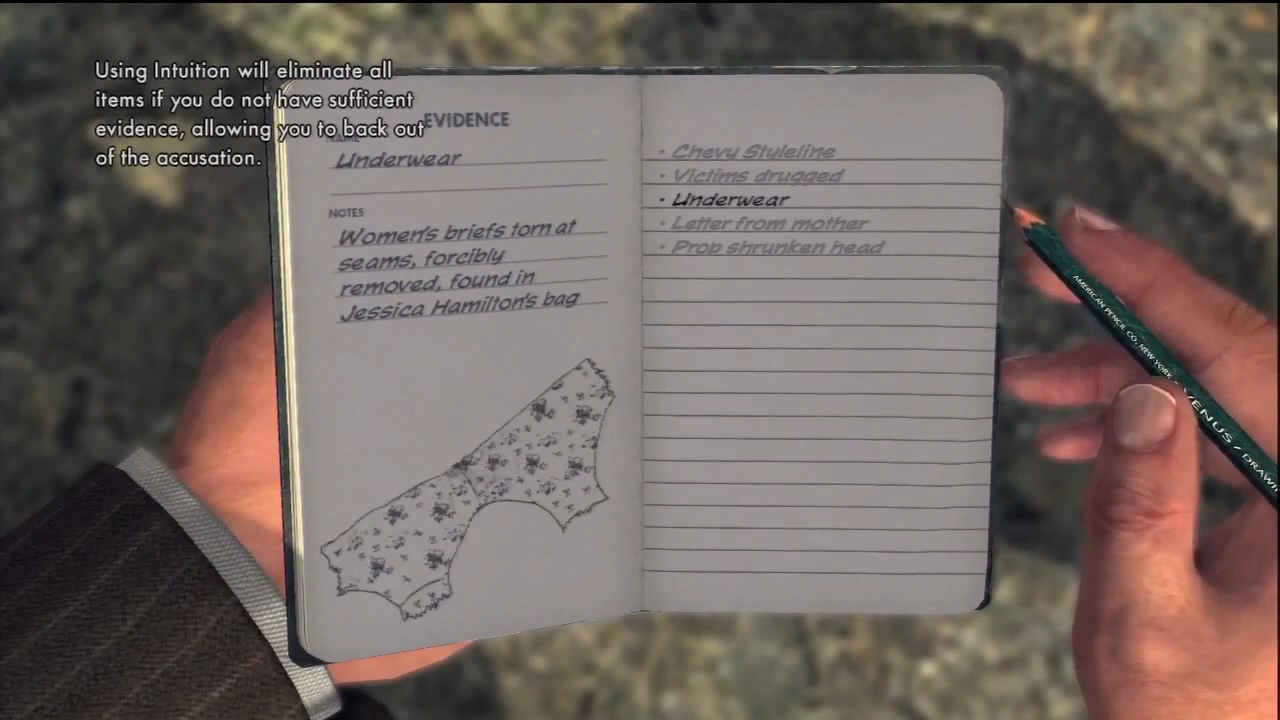 Using Intuition will eliminate all
items if you do not have sufficient
evidence, allowing you to back out
of the accusation.
EVIDENCE
NAME
Underwear
NOTES
Women's briefs torn at
seams, forcibly
removed, found in
Jessica Hamilton's bag
· Chevy Styleline
· Victims drugged
· Underwear
· Letter from mother
· Prop shrunken head
AMERICAN PENCIL CO. NEW YORK VENUS / DRAWI